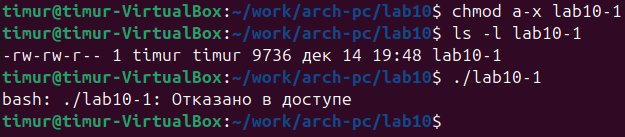 timur@timur-VirtualBox:~/work/arch-pc/lab10$ chmod a-x lab10-1
timur@timur-VirtualBox:~/work/arch-pc/lab10$ ls -l lab10-1
-rw-rw-r-- 1 timur timur 9736 дек 14 19:48 lab10-1
timur@timur-VirtualBox:~/work/arch-pc/lab10$ ./lab10-1
bash: ./lab10-1: Отказано в доступе
timur@timur-VirtualBox:~/work/arch-pc/lab10$